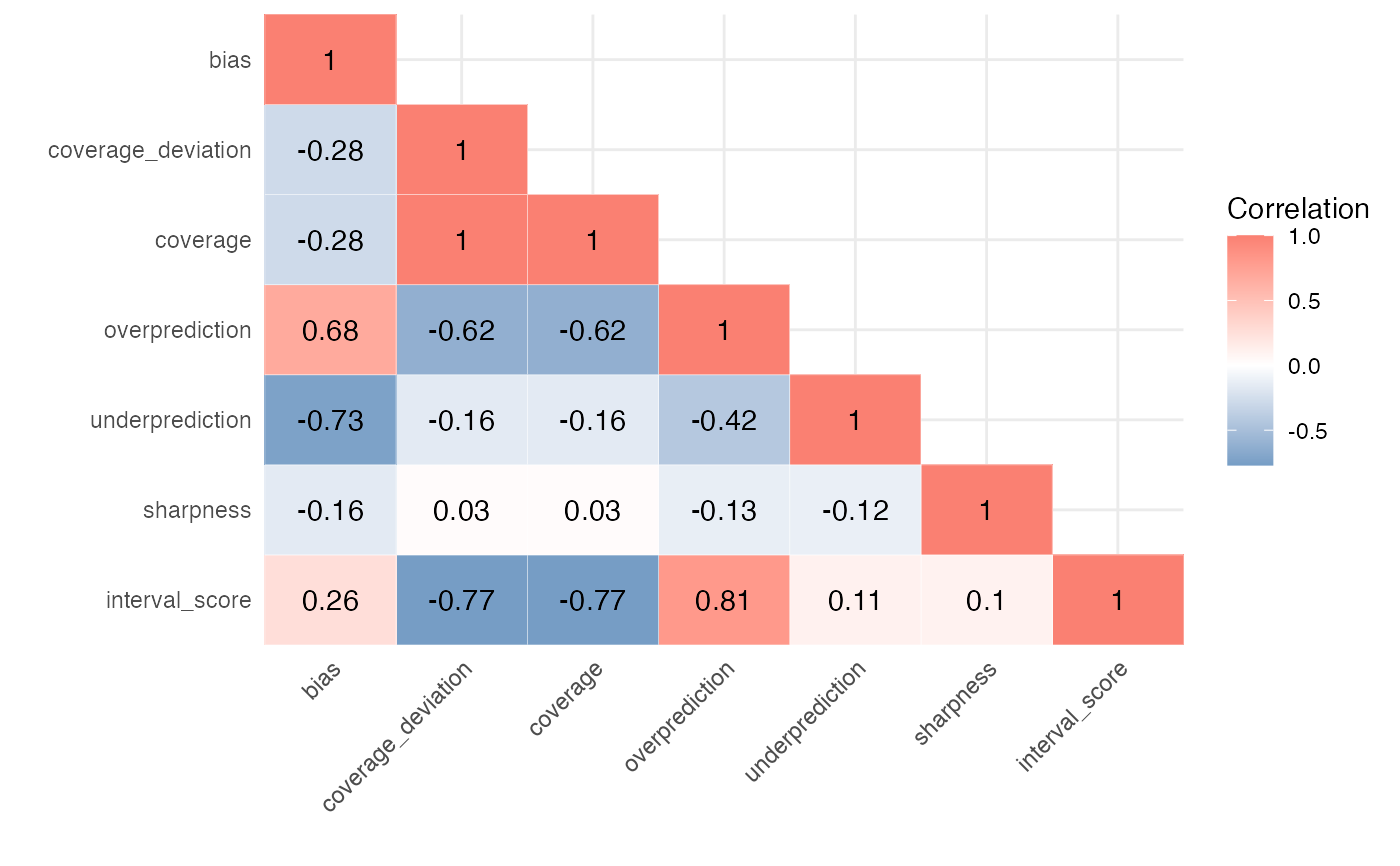 bias 1
coverage_deviation -0.28 1
coverage -0.28 1 1
overprediction 0.68 -0.62 -0.62 1
underprediction -0.73 -0.16 -0.16 -0.42 1
sharpness -0.16 0.03 0.03 -0.13 -0.12 1
interval_score 0.26 -0.77 -0.77 0.81 0.11 0.1 1
bias coverage_deviation coverage overprediction underprediction sharpness interval_score
Correlation
1.0
0.5
0.0
-0.5